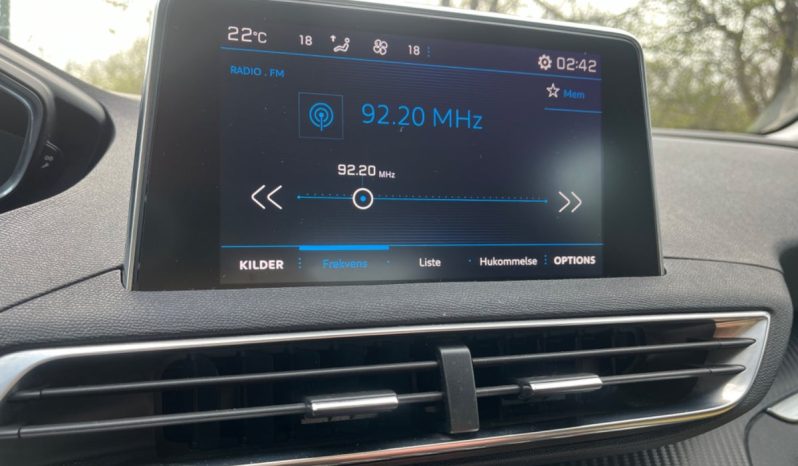 22°C 18 18 02:42
RADIO . FM
Mem
92.20 MHz
92.20 MHz
KILDER Frekvens Liste Hukommelse OPTIONS